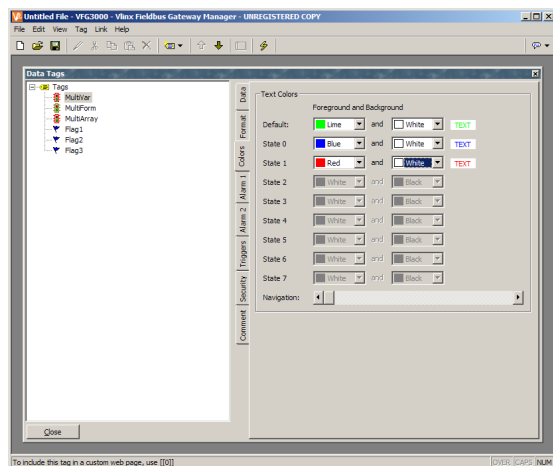 Untitled File - VFG3000 - Vlinx Fieldbus Gateway Manager - UNREGISTERED COPY
File Edit View Tag Link Help
Data Tags
Tags
MultiVar
MultiForm
MultiArray
Flag1
Flag2
Flag3
Close
Data
Format
Colors
Alarm 1
Alarm 2
Triggers
Security
Comment
Text Colors
Foreground and Background
Default: Lime and White TEXT
State 0 Blue and White TEXT
State 1 Red and White TEXT
State 2 White and Black
State 3 White and Black
State 4 White and Black
State 5 White and Black
State 6 White and Black
State 7 White and Black
Navigation:
To include this tag in a custom web page, use [[0]] OVER CAPS NUM